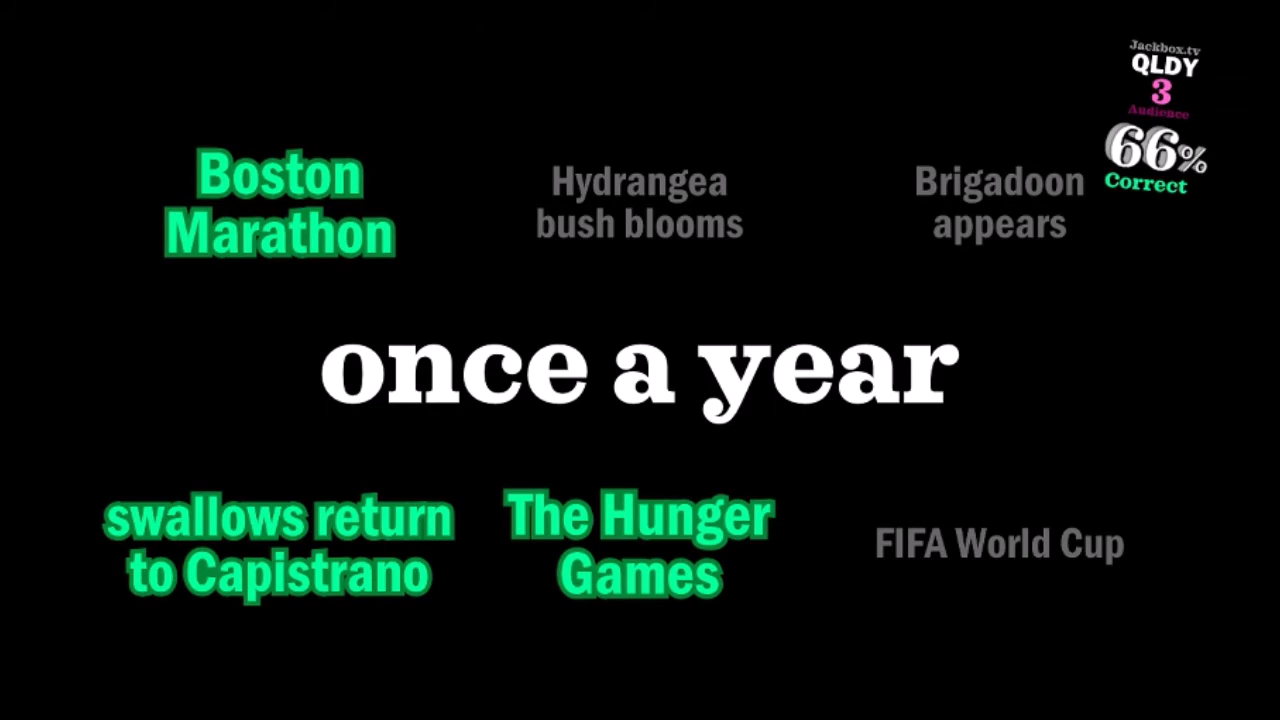 Jackbox.tv
QLDY
3
Audience
66%
Correct
Boston
Marathon
Hydrangea
bush blooms
Brigadoon
appears
once a year
swallows return
to Capistrano
The Hunger
Games
FIFA World Cup